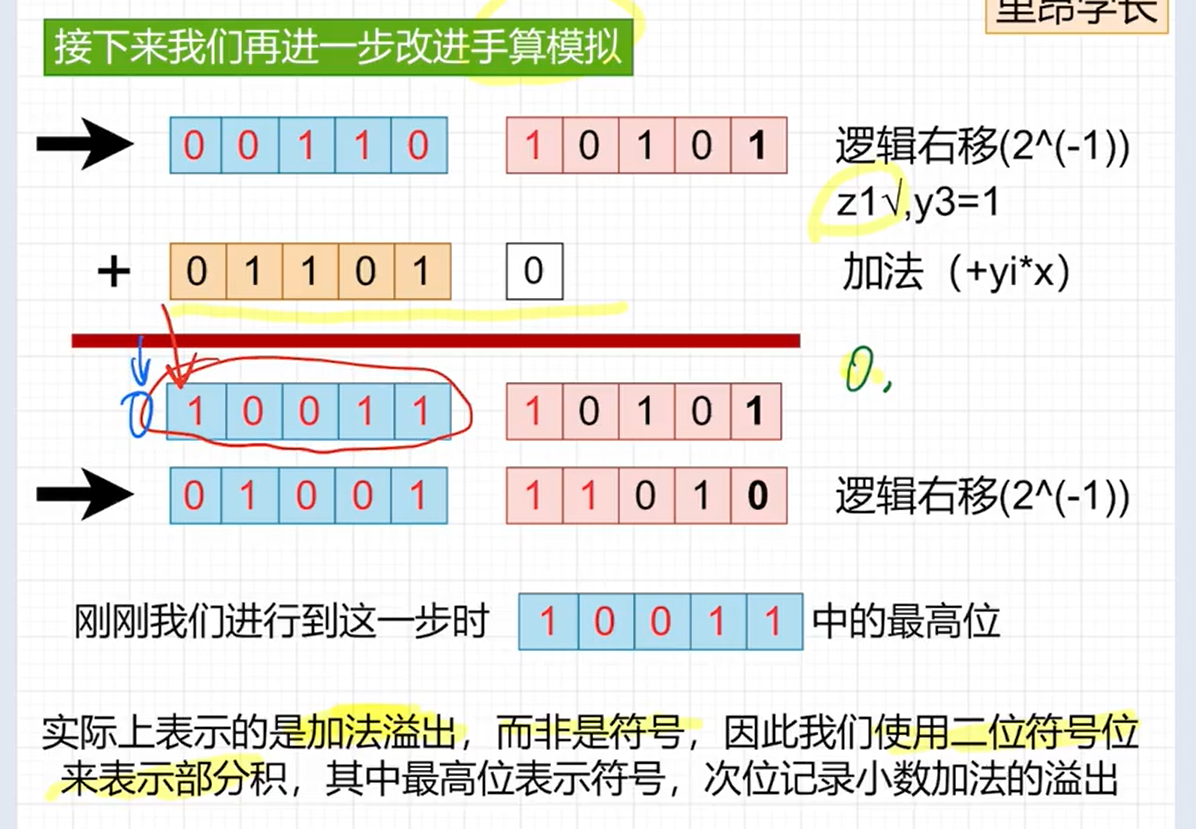 里昂学长
接下来我们再进一步改进手算模拟
0 0 1 1 0 1 0 1 0 1 逻辑右移(2^(-1))
z1√,y3=1
+ 0 1 1 0 1 0 加法（+yi*x）
0,
0 1 0 0 1 1 1 0 1 0 1
0 1 0 0 1 1 1 0 1 0 逻辑右移(2^(-1))
刚刚我们进行到这一步时 1 0 0 1 1 中的最高位
实际上表示的是加法溢出，而非是符号，因此我们使用二位符号位
来表示部分积，其中最高位表示符号，次位记录小数加法的溢出